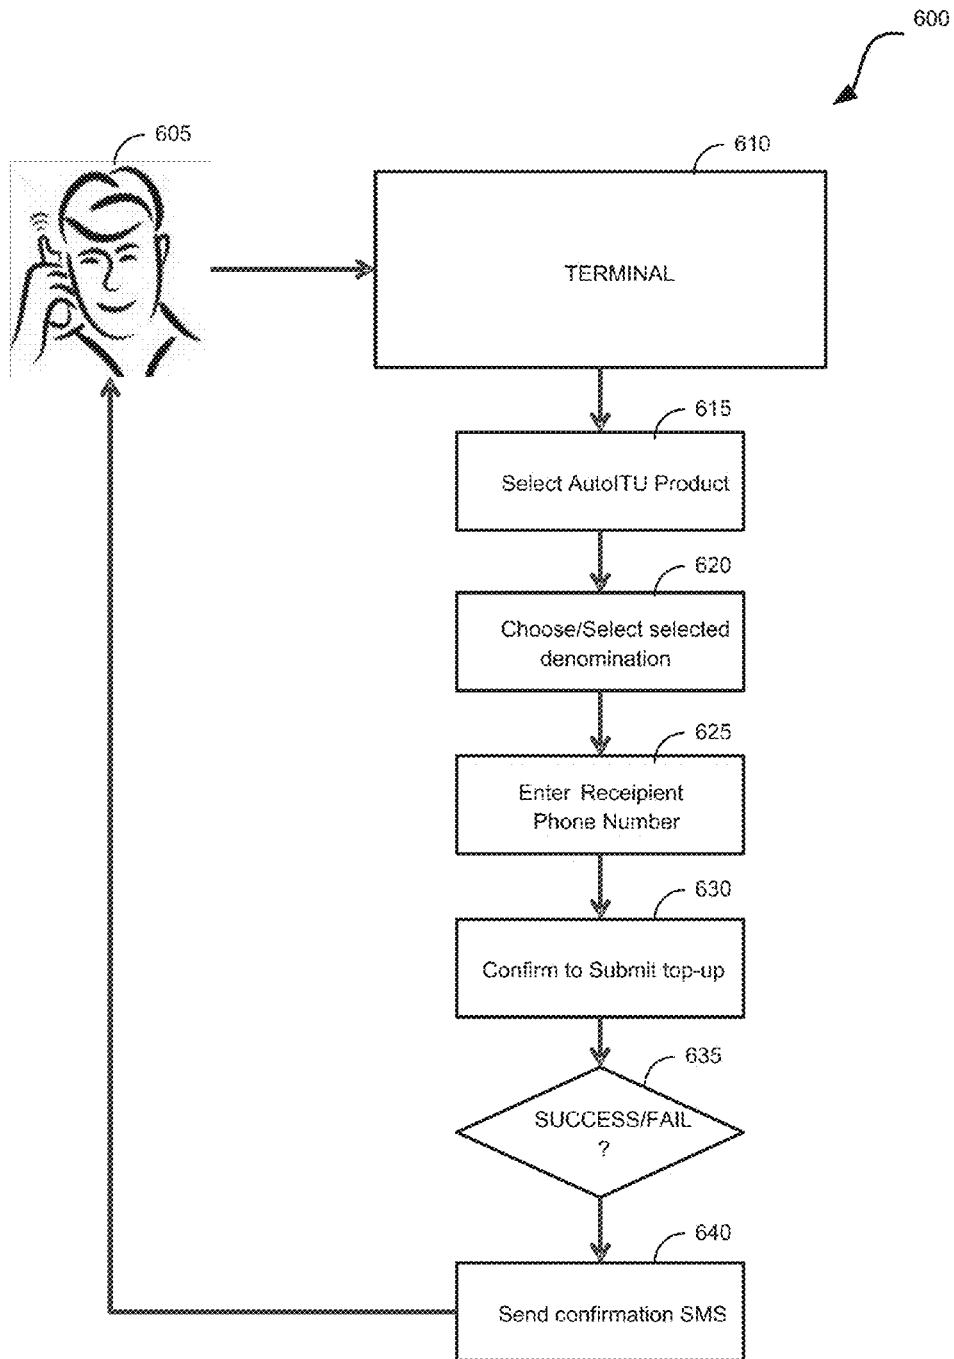 600
605
610
TERMINAL
615
Select AutoITU Product
620
Choose/Select selected
denomination
625
Enter Receipient
Phone Number
630
Confirm to Submit top-up
635
SUCCESS/FAIL
?
640
Send confirmation SMS